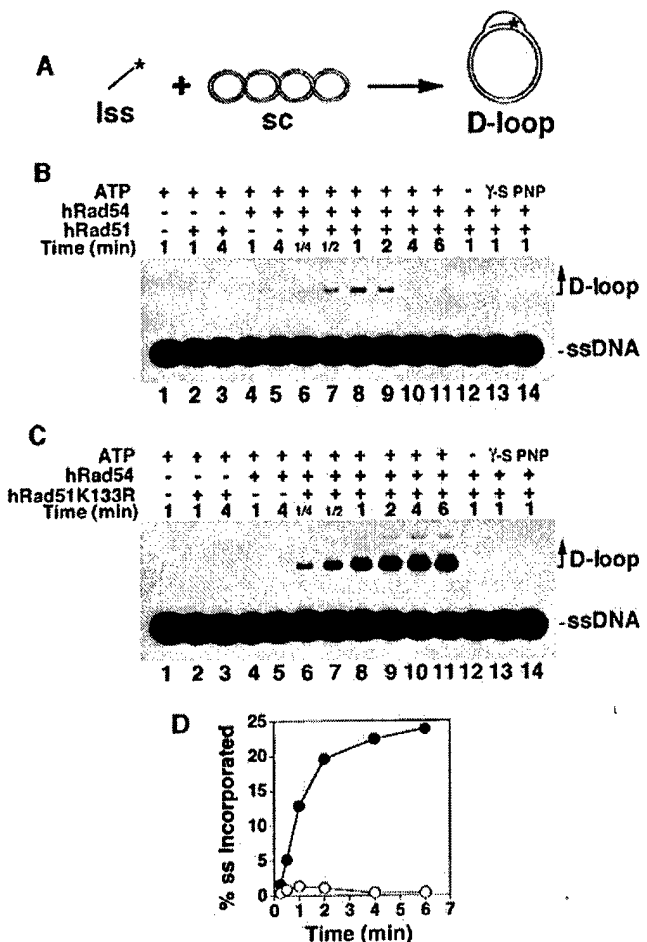 A
*
Iss + sc D-loop
*
B
ATP + + + + + + + + + + + - γ-S PNP
hRad54 - - - + + + + + + + + + + +
hRad51 - + + - - + + + + + + + + +
Time (min) 1 1 4 1 4 1/4 1/2 1 2 4 6 1 1 1
D-loop
-ssDNA
1 2 3 4 5 6 7 8 9 10 11 12 13 14
C
ATP + + + + + + + + + + + - γ-S PNP
hRad54 - - - + + + + + + + + + + +
hRad51K133R - + + - - + + + + + + + + +
Time (min) 1 1 4 1 4 1/4 1/2 1 2 4 6 1 1 1
D-loop
-ssDNA
1 2 3 4 5 6 7 8 9 10 11 12 13 14
D
% ss incorporated
25
20
15
10
5
0
0 1 2 3 4 5 6 7
Time (min)